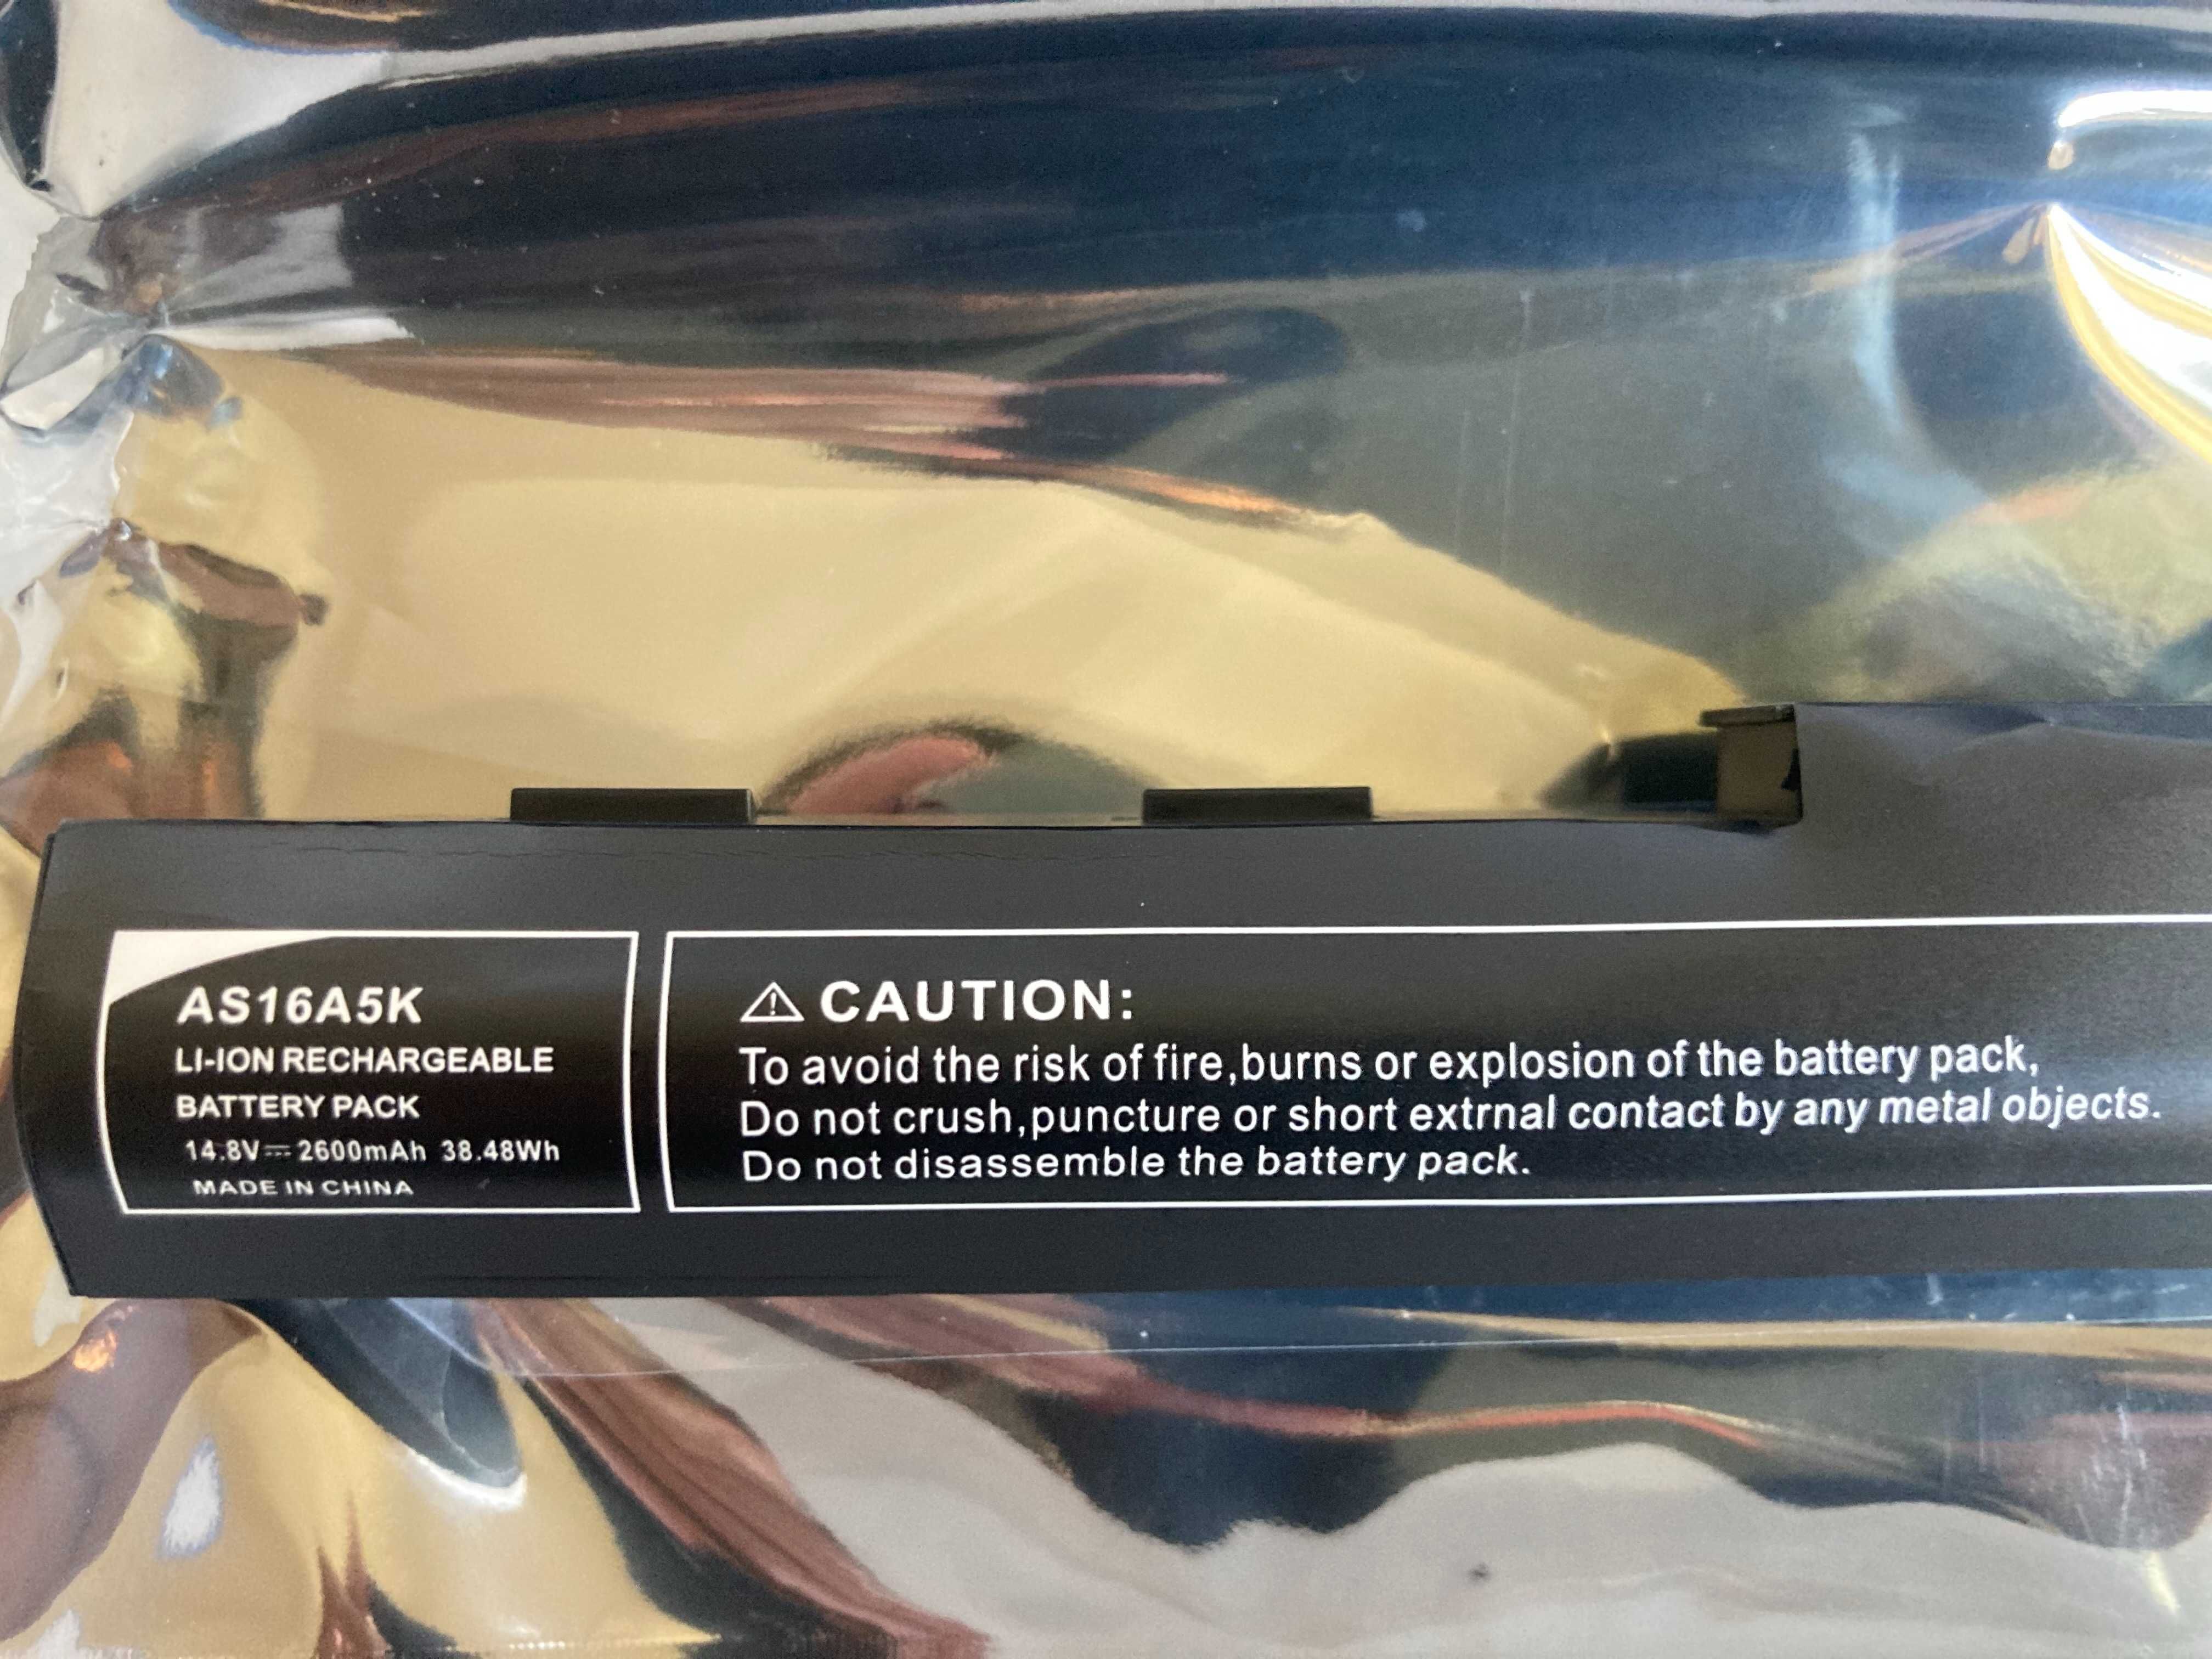 AS16A5K
LI-ION RECHARGEABLE
BATTERY PACK
14.8V⎓2600mAh 38.48Wh
MADE IN CHINA
⚠ CAUTION:
To avoid the risk of fire,burns or explosion of the battery pack,
Do not crush,puncture or short extrnal contact by any metal objects.
Do not disassemble the battery pack.